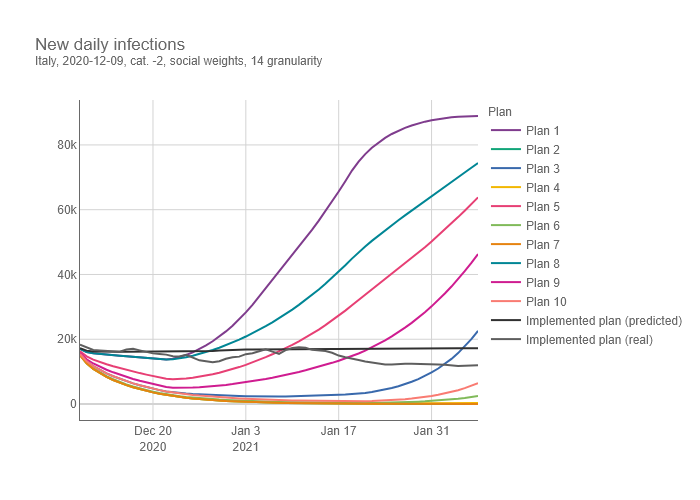 New daily infections
Italy, 2020-12-09, cat. -2, social weights, 14 granularity
Plan
80k
60k
40k
20k
0
Dec 20
2020
Jan 3
2021
Jan 17
Jan 31
Plan 1
Plan 2
Plan 3
Plan 4
Plan 5
Plan 6
Plan 7
Plan 8
Plan 9
Plan 10
Implemented plan (predicted)
Implemented plan (real)